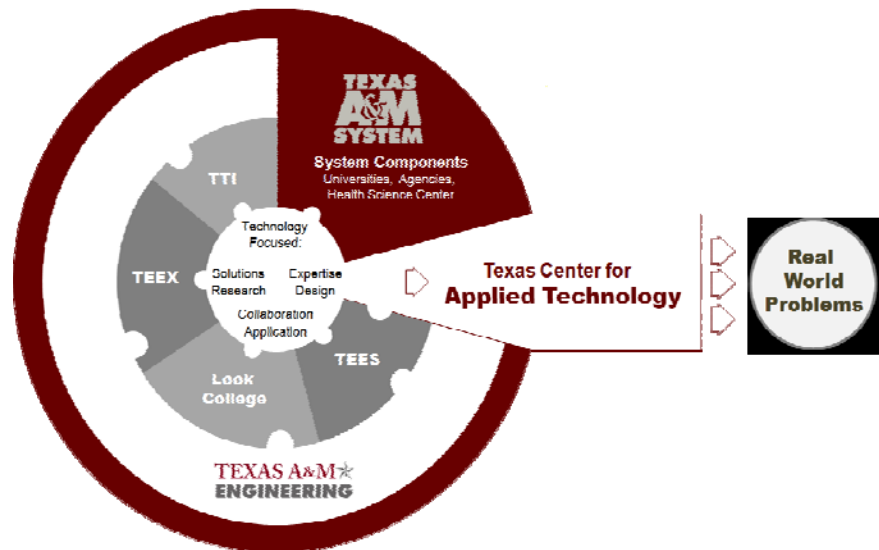 TEXAS
A&M
SYSTEM
System Components
Universities, Agencies,
Health Science Center
TTI
TEEX
Look
College
TEES
Technology
Focused:
Solutions Expertise
Research Design
Collaboration
Application
Texas Center for
Applied Technology
Real
World
Problems
TEXAS A&M
ENGINEERING